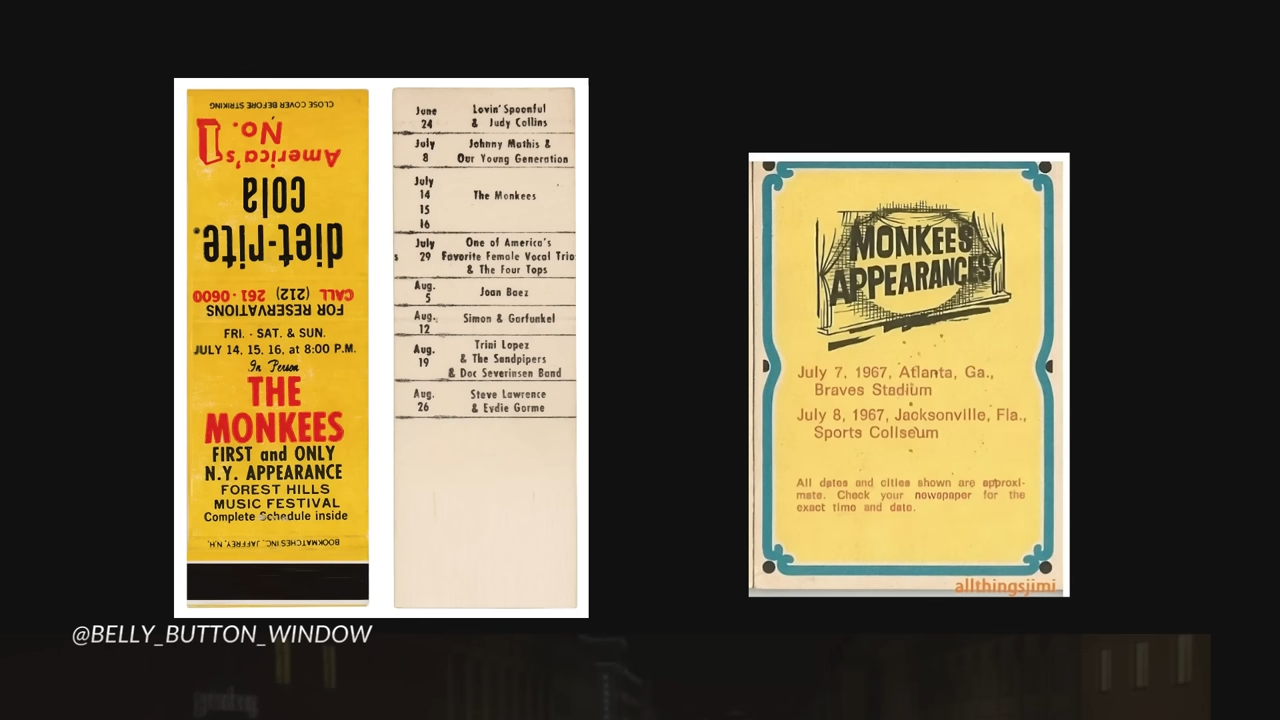 CLOSE COVER BEFORE STRIKING
America's
No. 1
diet-rite.
cola
FOR RESERVATIONS
CALL (212) 261-0600
FRI. - SAT. & SUN.
JULY 14, 15, 16, at 8:00 P.M.
In Person
THE
MONKEES
FIRST and ONLY
N.Y. APPEARANCE
FOREST HILLS
MUSIC FESTIVAL
Complete Schedule inside
BOOKMATCHES INC., JAFFREY, N.H.
June Lovin' Spoonful
24 & Judy Collins
July Johnny Mathis &
8 Our Young Generation
July
14 The Monkees
15
16
July One of America's
s 29 Favorite Female Vocal Trio
& The Four Tops
Aug.
5 Joan Baez
Aug. Simon & Garfunkel
12
Aug. Trini Lopez
19 & The Sandpipers
& Doc Severinsen Band
Aug. Steve Lawrence
26 & Eydie Gorme
MONKEES
APPEARANCES
July 7, 1967, Atlanta, Ga.,
Braves Stadium
July 8, 1967, Jacksonville, Fla.,
Sports Coliseum
All dates and cities shown are approxi-
mate. Check your newspaper for the
exact time and date.
allthingsjimi
@BELLY_BUTTON_WINDOW